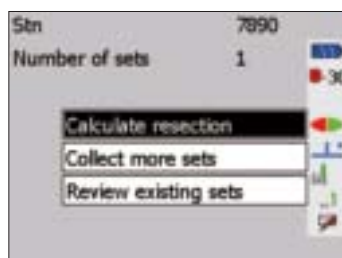 Stn 7890
Number of sets 1
Calculate resection
Collect more sets
Review existing sets